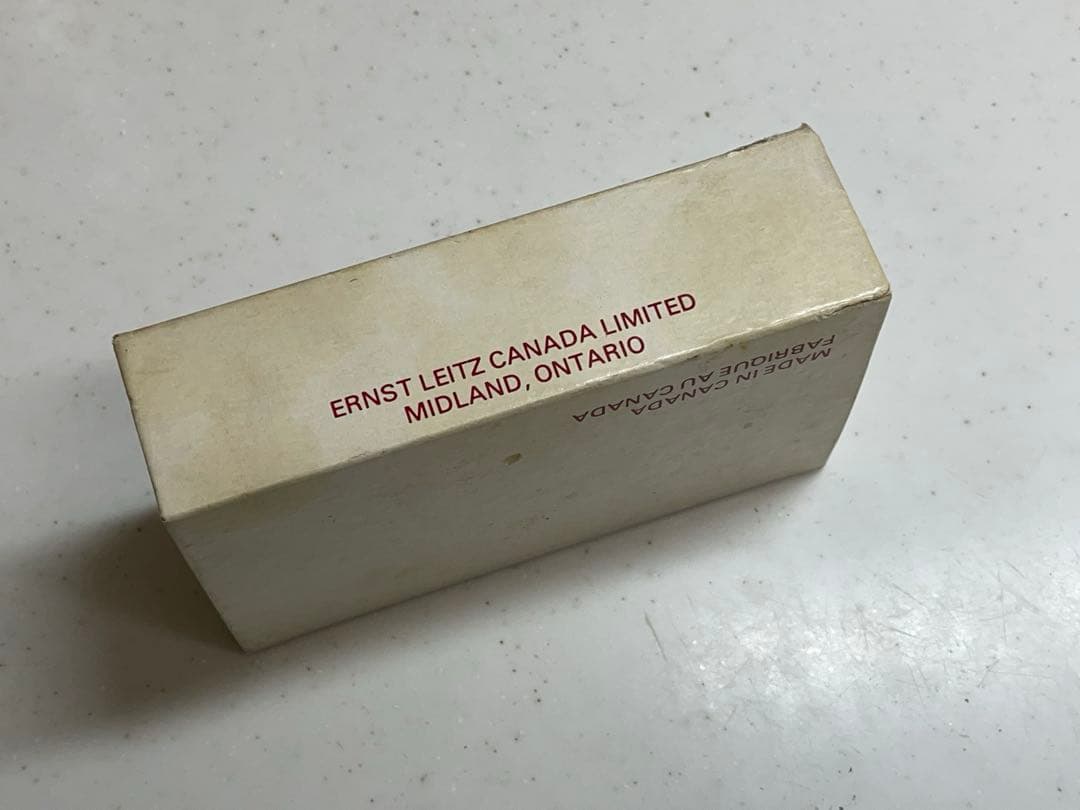 ERNST LEITZ CANADA LIMITED
MIDLAND, ONTARIO
MADE IN CANADA
FABRIQUE AU CANADA